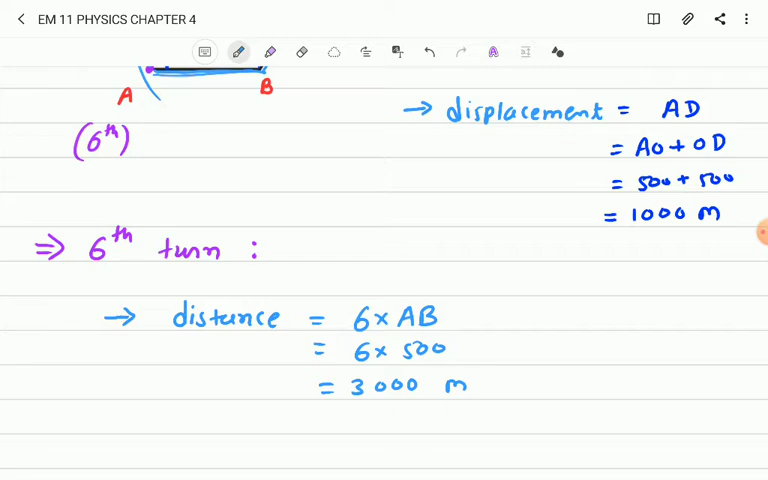 EM 11 PHYSICS CHAPTER 4
A
B
(6th)
→ displacement = AD
= AO + OD
= 500 + 500
= 1000 m
⇒ 6th turn :
→ distance = 6 × AB
= 6 × 500
= 3000 m